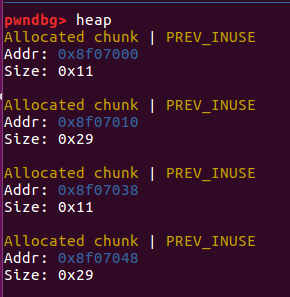 pwndbg> heap
Allocated chunk | PREV_INUSE
Addr: 0x8f07000
Size: 0x11
Allocated chunk | PREV_INUSE
Addr: 0x8f07010
Size: 0x29
Allocated chunk | PREV_INUSE
Addr: 0x8f07038
Size: 0x11
Allocated chunk | PREV_INUSE
Addr: 0x8f07048
Size: 0x29